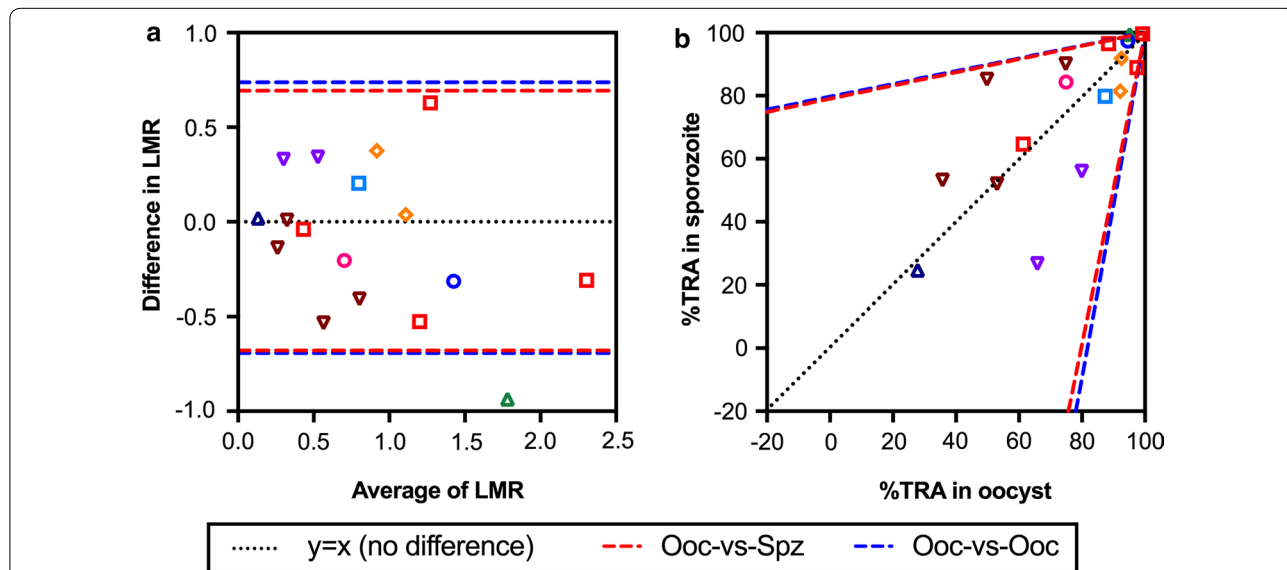 a
b
Difference in LMR
1.0
0.5
0.0
-0.5
-1.0
0.0 0.5 1.0 1.5 2.0 2.5
Average of LMR
%TRA in sporozoite
100
80
60
40
20
0
-20
-20 0 20 40 60 80 100
%TRA in oocyst
y=x (no difference) Ooc-vs-Spz Ooc-vs-Ooc